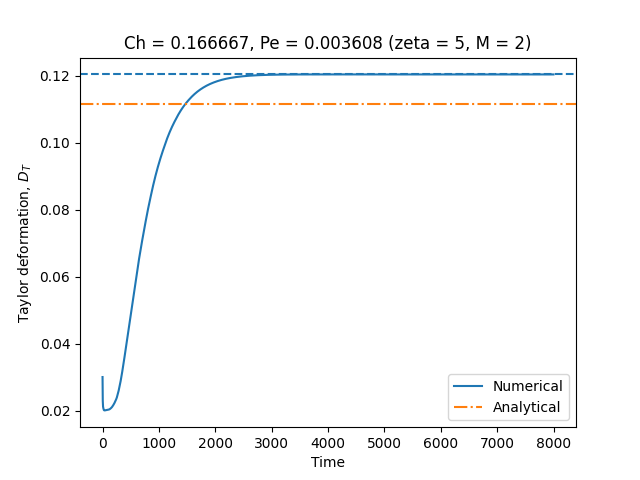 Ch = 0.166667, Pe = 0.003608 (zeta = 5, M = 2)
0.12
0.10
0.08
0.06
0.04
0.02
Taylor deformation, D_T
0 1000 2000 3000 4000 5000 6000 7000 8000
Time
Numerical
Analytical